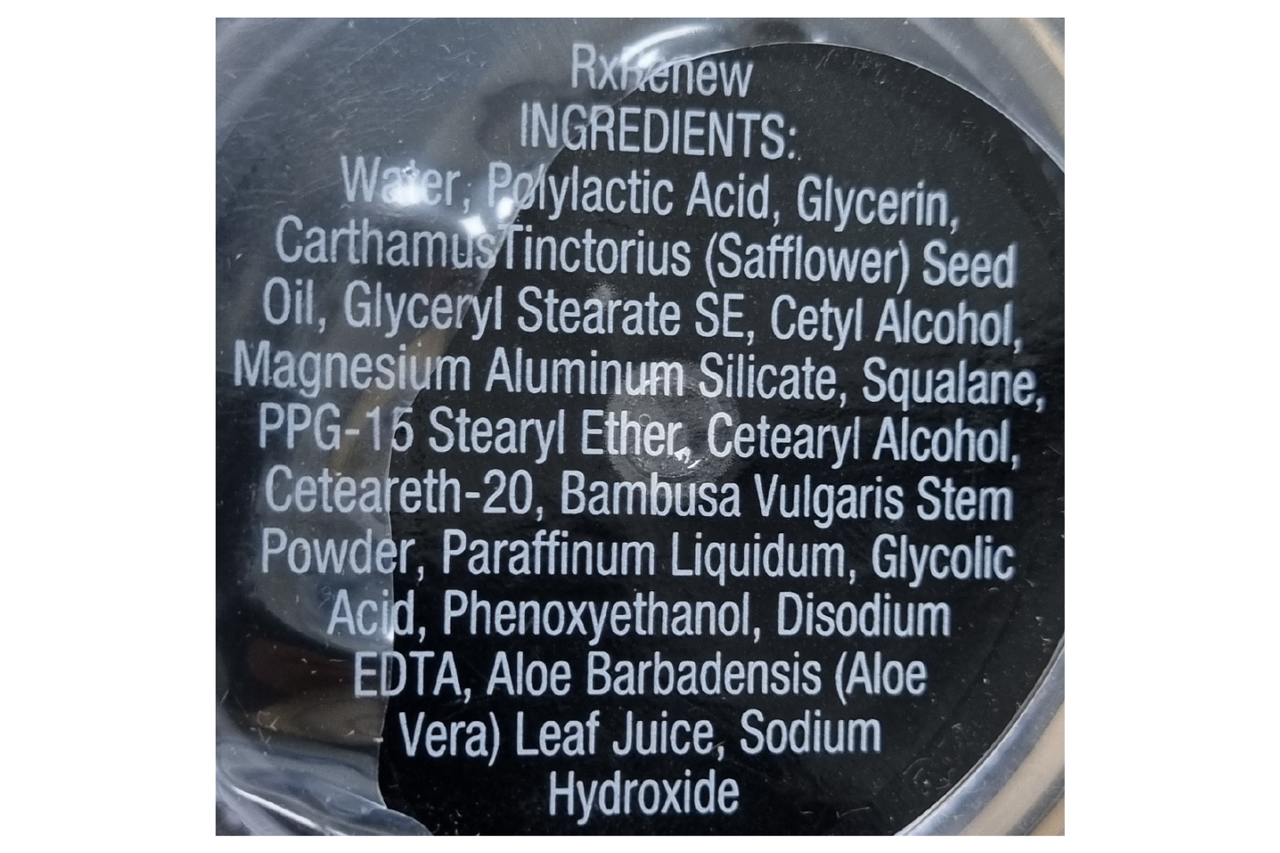 RxRenew
INGREDIENTS:
Water, Polylactic Acid, Glycerin,
Carthamus Tinctorius (Safflower) Seed
Oil, Glyceryl Stearate SE, Cetyl Alcohol,
Magnesium Aluminum Silicate, Squalane,
PPG-15 Stearyl Ether, Cetearyl Alcohol,
Ceteareth-20, Bambusa Vulgaris Stem
Powder, Paraffinum Liquidum, Glycolic
Acid, Phenoxyethanol, Disodium
EDTA, Aloe Barbadensis (Aloe
Vera) Leaf Juice, Sodium
Hydroxide